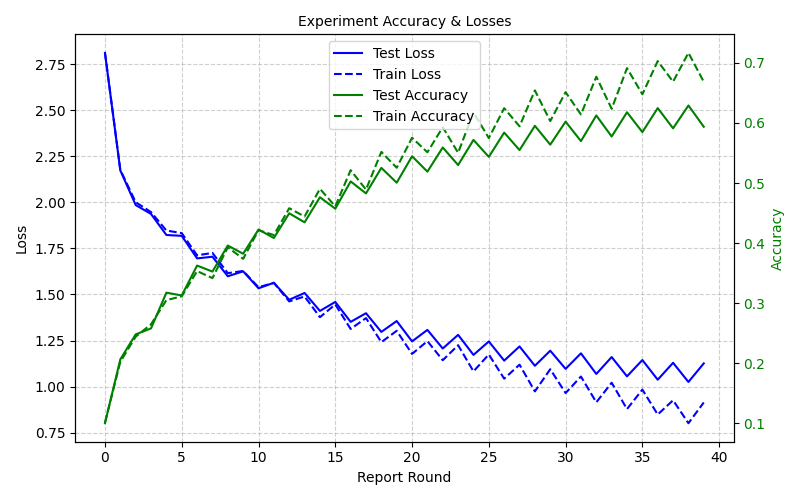 Experiment Accuracy & Losses
Test Loss
Train Loss
Test Accuracy
Train Accuracy
Loss
2.75
2.50
2.25
2.00
1.75
1.50
1.25
1.00
0.75
0.7
0.6
0.5
0.4
0.3
0.2
0.1
Accuracy
0 5 10 15 20 25 30 35 40
Report Round